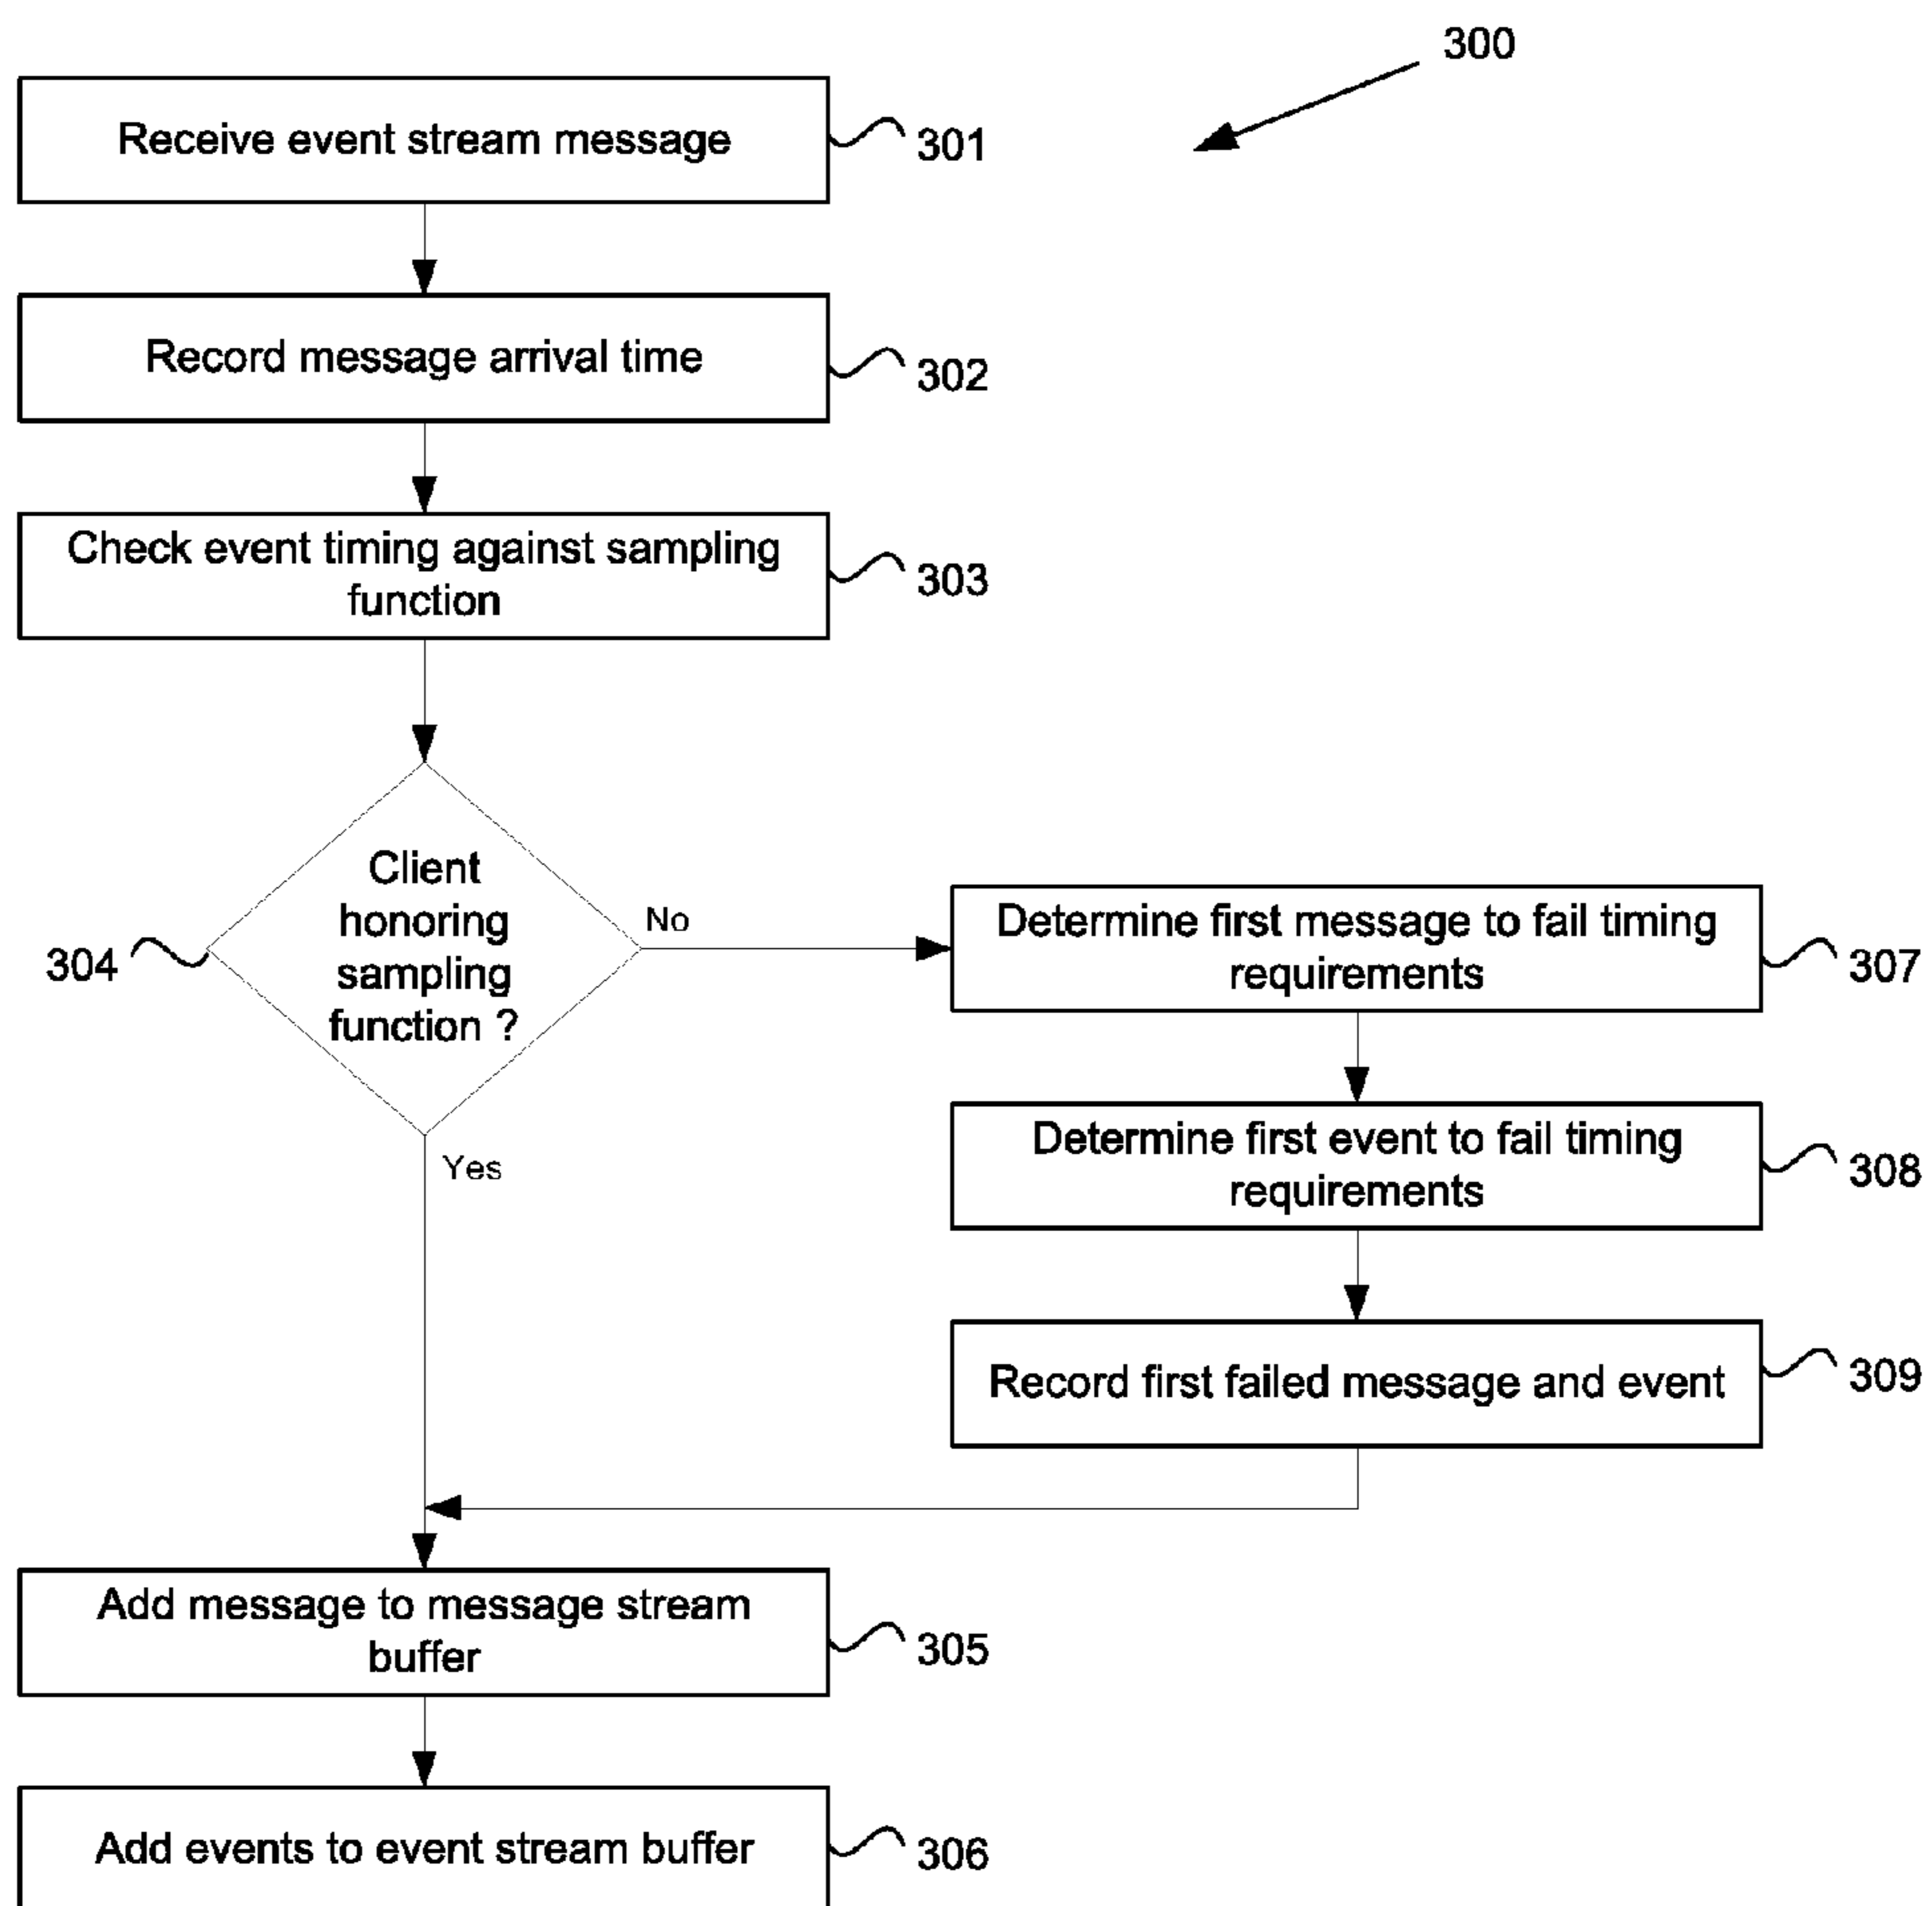 300
Receive event stream message
301
Record message arrival time
302
Check event timing against sampling
function
303
Client
honoring
sampling
function ?
304
No
Yes
Determine first message to fail timing
requirements
307
Determine first event to fail timing
requirements
308
Record first failed message and event
309
Add message to message stream
buffer
305
Add events to event stream buffer
306